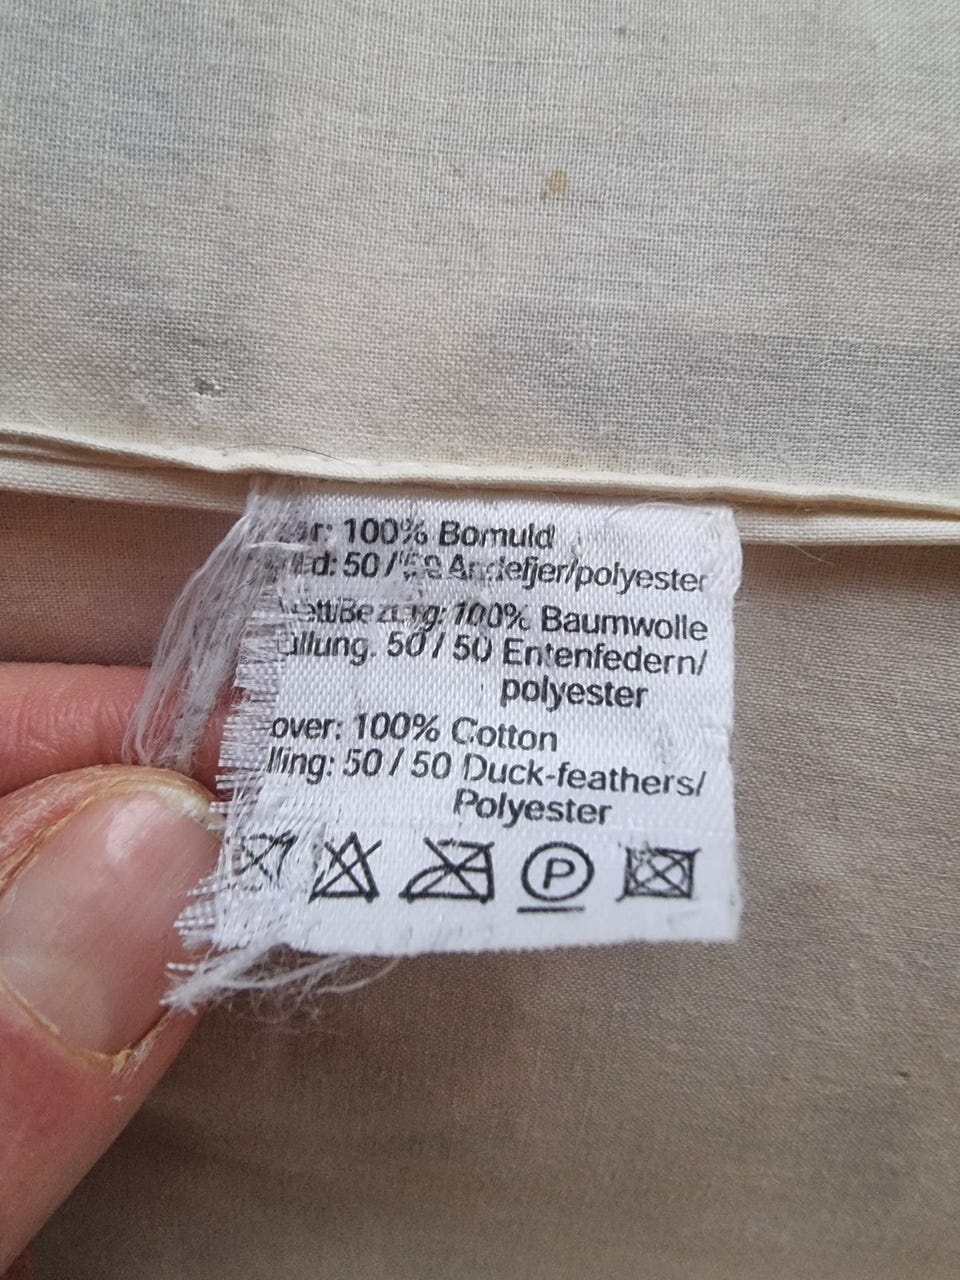 100% Bomuld
50 / 50 Andefjer/polyester
100% Baumwolle
50 / 50 Entenfedern/
polyester
over: 100% Cotton
lling: 50 / 50 Duck-feathers/
Polyester
P